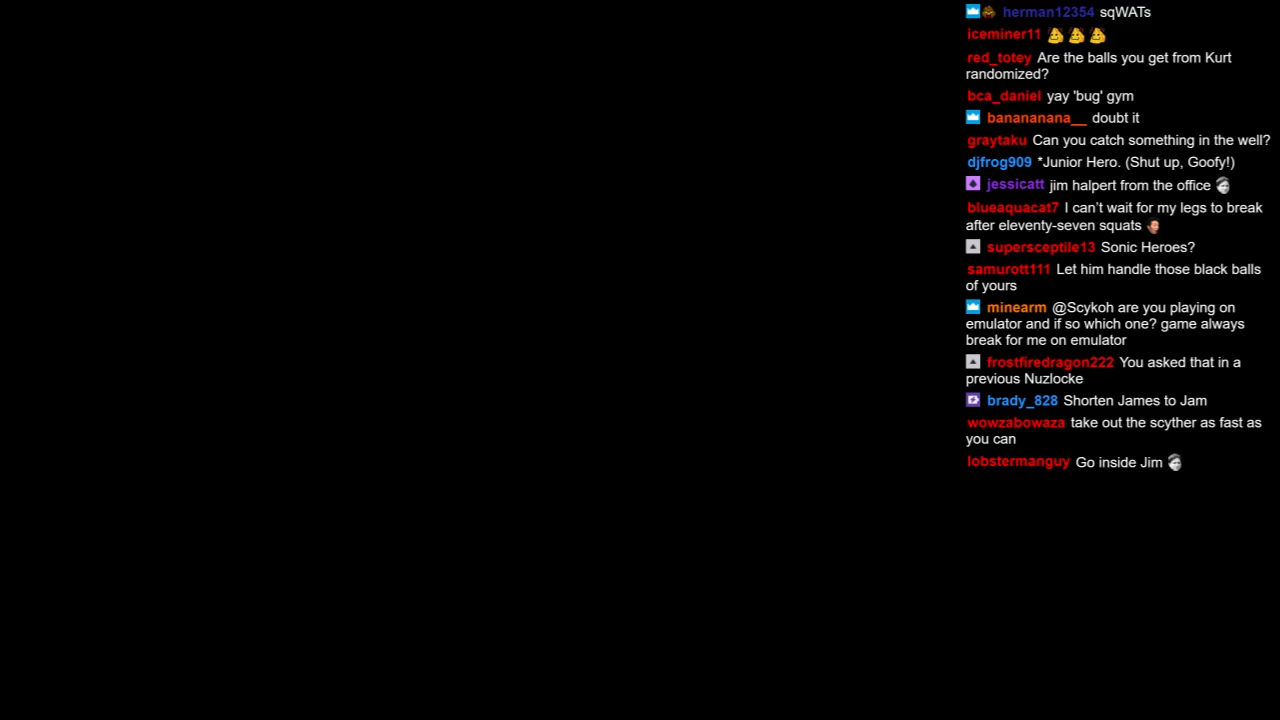 herman12354 sqWATs
iceminer11
red_totey Are the balls you get from Kurt
randomized?
bca_daniel yay 'bug' gym
banananana__ doubt it
graytaku Can you catch something in the well?
djfrog909 *Junior Hero. (Shut up, Goofy!)
jessicatt jim halpert from the office
blueaquacat7 I can’t wait for my legs to break
after eleventy-seven squats
supersceptile13 Sonic Heroes?
samurott111 Let him handle those black balls
of yours
minearm @Scykoh are you playing on
emulator and if so which one? game always
break for me on emulator
frostfiredragon222 You asked that in a
previous Nuzlocke
brady_828 Shorten James to Jam
wowzabowaza take out the scyther as fast as
you can
lobstermanguy Go inside Jim